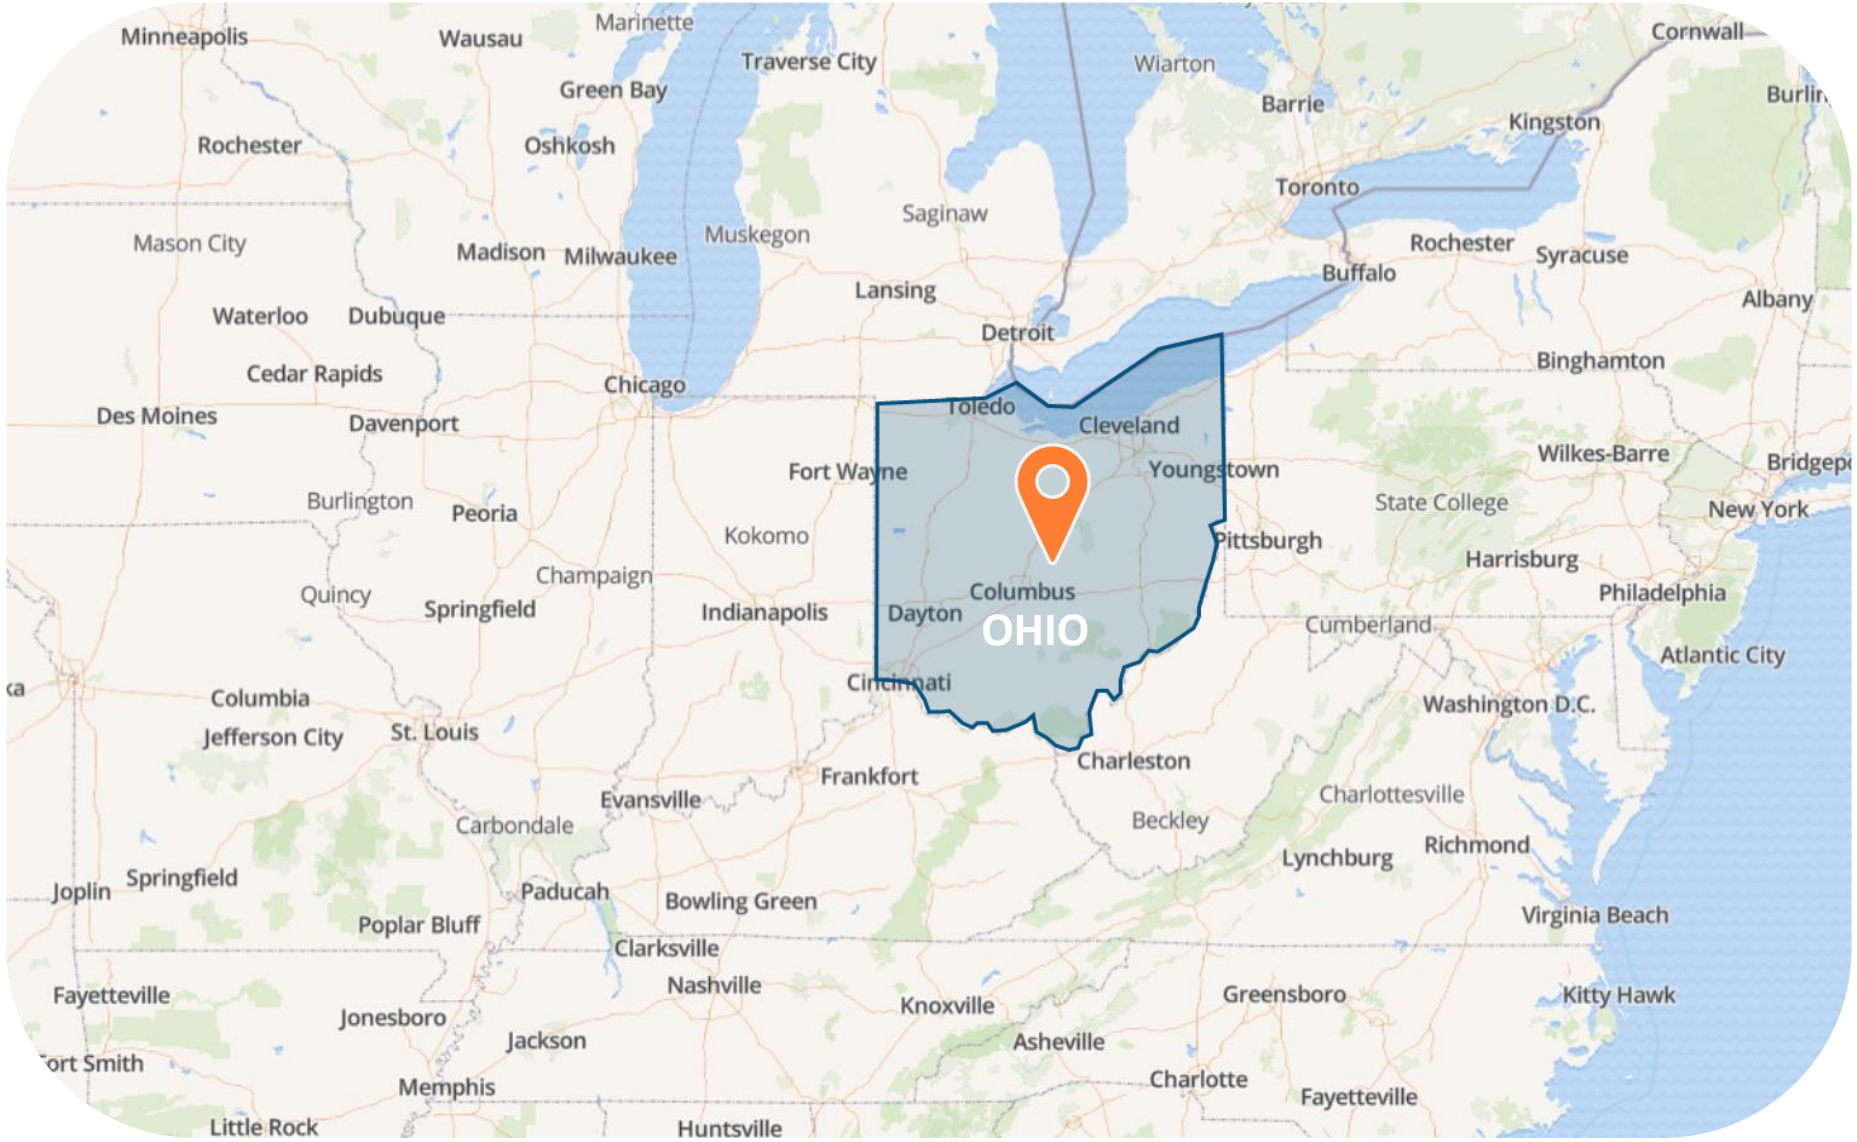 Minneapolis
Wausau
Marinette
Traverse City
Wiarton
Cornwall
Green Bay
Barrie
Burlin
Kingston
Rochester
Oshkosh
Toronto
Saginaw
Mason City
Madison
Milwaukee
Muskegon
Rochester
Syracuse
Buffalo
Lansing
Albany
Waterloo
Dubuque
Detroit
Binghamton
Cedar Rapids
Chicago
Des Moines
Davenport
Toledo
Cleveland
Wilkes-Barre
Bridgepo
Fort Wayne
Youngstown
Burlington
Peoria
State College
New York
Kokomo
Pittsburgh
Harrisburg
Champaign
Quincy
Springfield
Indianapolis
Columbus
Dayton
OHIO
Philadelphia
Cumberland
Atlantic City
Cincinnati
ka
Columbia
Washington D.C.
Jefferson City
St. Louis
Frankfort
Charleston
Evansville
Charlottesville
Carbondale
Beckley
Richmond
Lynchburg
Joplin
Springfield
Paducah
Bowling Green
Poplar Bluff
Virginia Beach
Clarksville
Nashville
Fayetteville
Knoxville
Greensboro
Kitty Hawk
Jonesboro
Jackson
Asheville
ort Smith
Memphis
Charlotte
Fayetteville
Little Rock
Huntsville